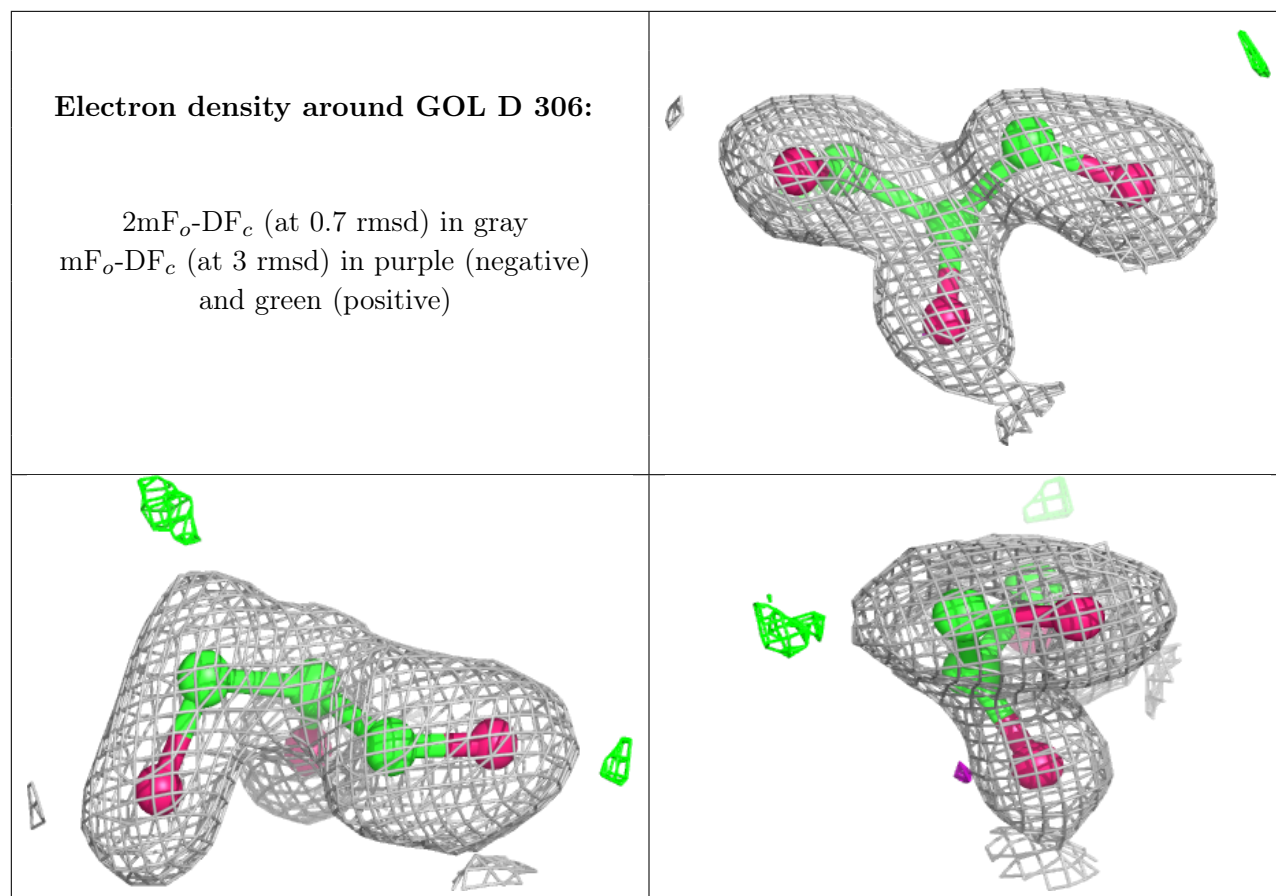 Electron density around GOL D 306:
2mFo-DFc (at 0.7 rmsd) in gray
mFo-DFc (at 3 rmsd) in purple (negative)
and green (positive)